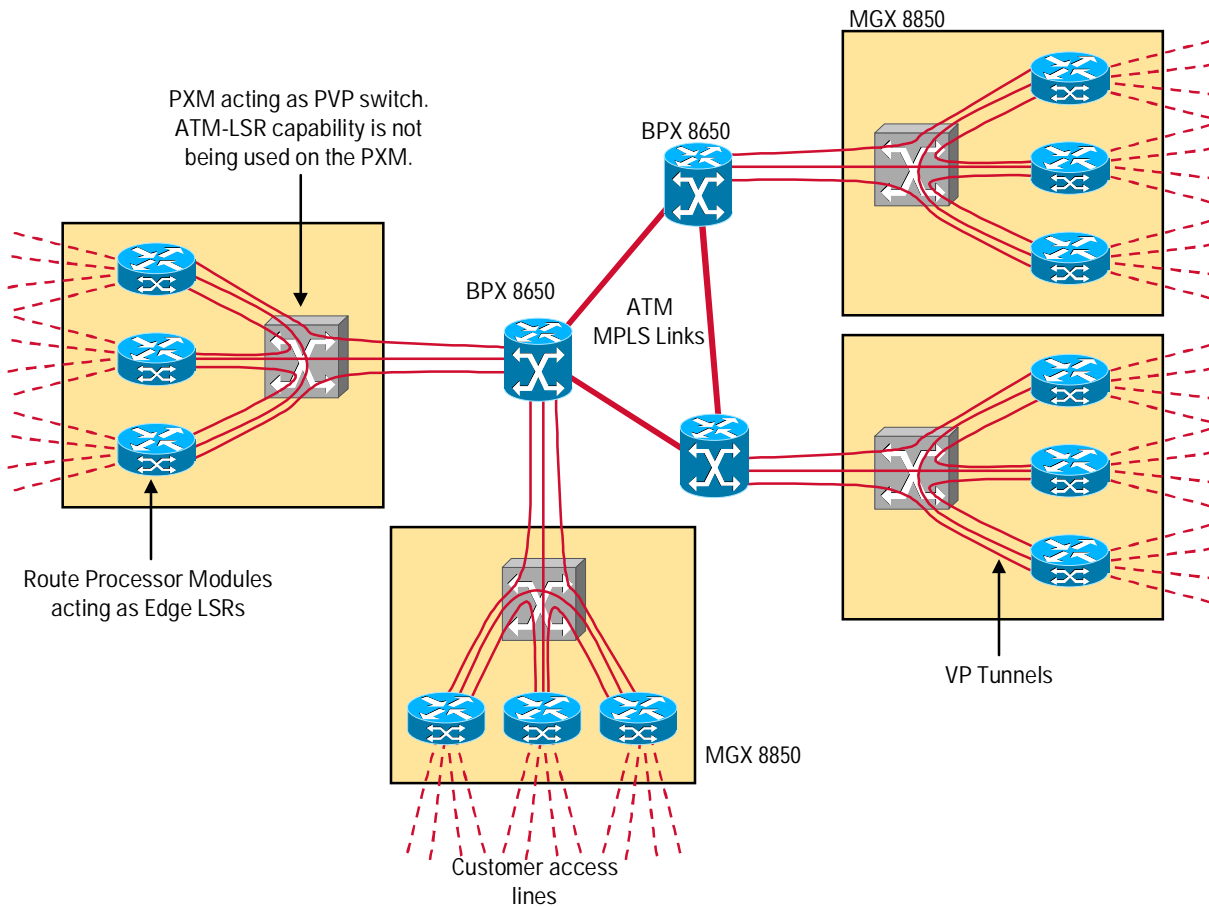 MGX 8850
PXM acting as PVP switch.
ATM-LSR capability is not
being used on the PXM.
BPX 8650
BPX 8650
ATM
MPLS Links
Route Processor Modules
acting as Edge LSRs
VP Tunnels
MGX 8850
Customer access
lines